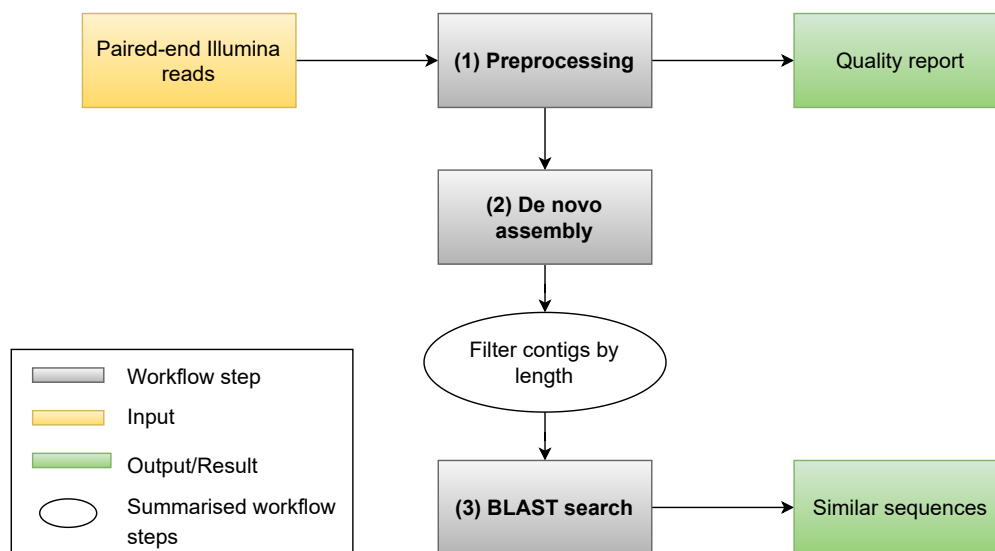 Paired-end Illumina
reads
(1) Preprocessing
Quality report
(2) De novo
assembly
Filter contigs by
length
(3) BLAST search
Similar sequences
Workflow step
Input
Output/Result
Summarised workflow
steps